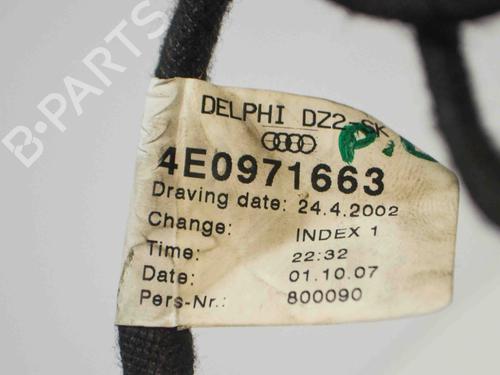 B-PARTS
DELPHI DZ2 SK
4E0971663
Draving date: 24.4.2002
Change: INDEX 1
Time: 22:32
Date: 01.10.07
Pers-Nr.: 800090